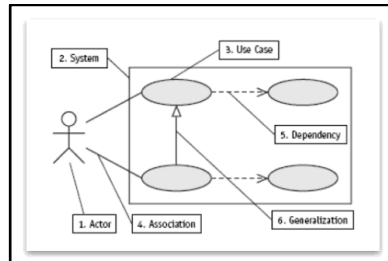 3. Use Case
2. System
5. Dependency
1. Actor
4. Association
6. Generalization